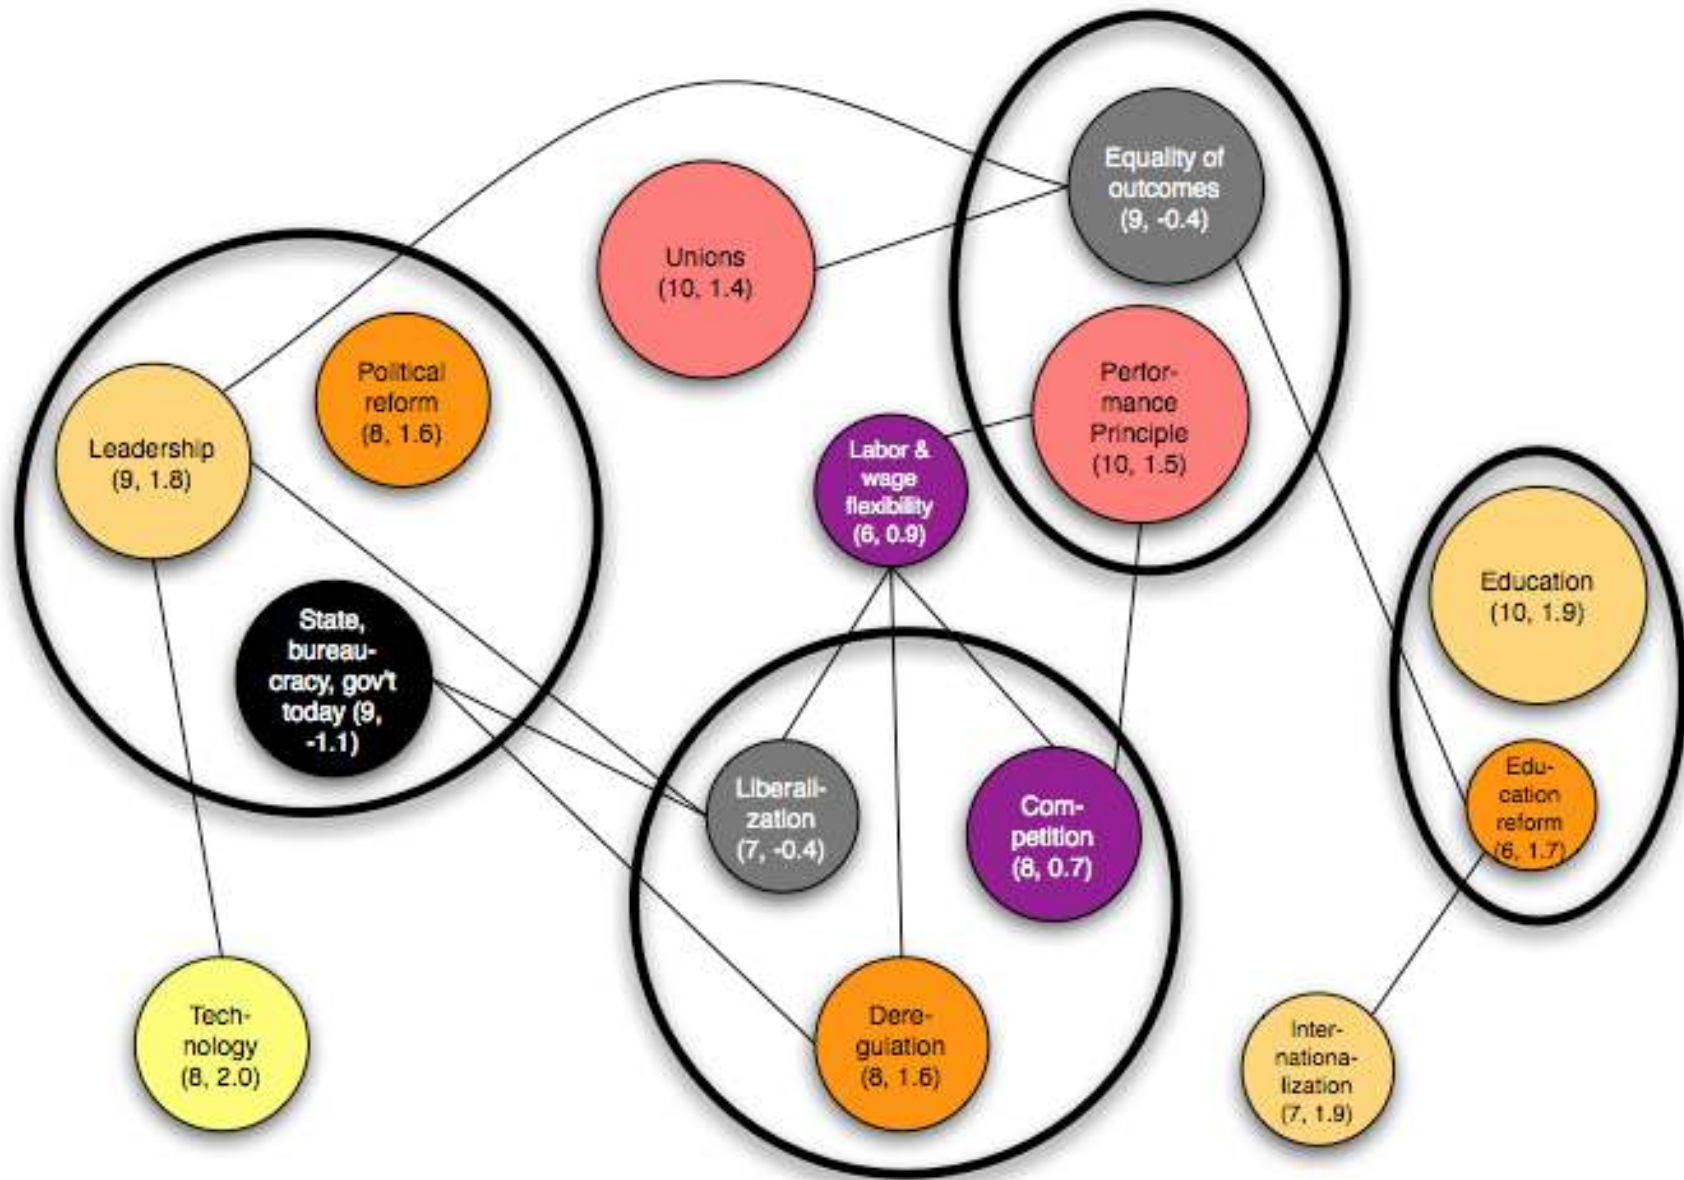 Equality of
outcomes
(9, -0.4)
Unions
(10, 1.4)
Political
reform
(8, 1.6)
Leadership
(9, 1.8)
Perfor-
mance
Principle
(10, 1.5)
Labor &
wage
flexibility
(6, 0.9)
Education
(10, 1.9)
State,
bureau-
cracy, gov't
today (9,
-1.1)
Liberali-
zation
(7, -0.4)
Com-
petition
(8, 0.7)
Edu-
cation
reform
(6, 1.7)
Tech-
nology
(8, 2.0)
Dere-
gulation
(8, 1.6)
Inter-
nationa-
lization
(7, 1.9)